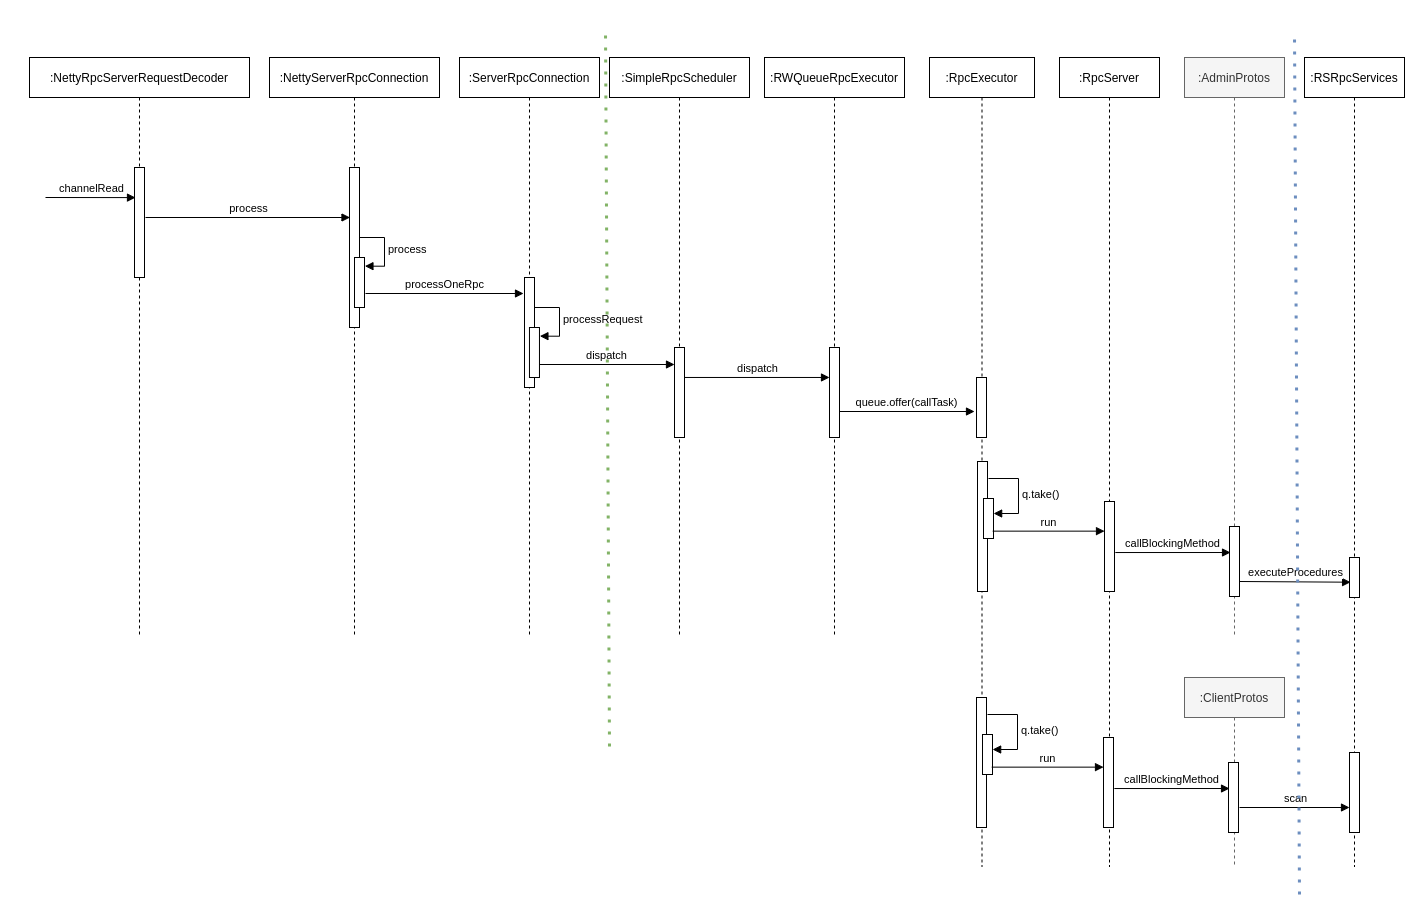 :NettyRpcServerRequestDecoder
:NettyServerRpcConnection
:ServerRpcConnection
:SimpleRpcScheduler
:RWQueueRpcExecutor
:RpcExecutor
:RpcServer
:AdminProtos
:RSRpcServices
channelRead
process
process
processOneRpc
processRequest
dispatch
dispatch
queue.offer(callTask)
q.take()
run
callBlockingMethod
executeProcedures
:ClientProtos
q.take()
run
callBlockingMethod
scan